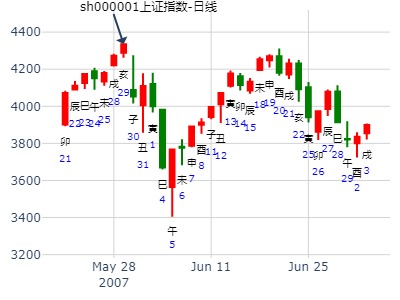 sh000001上证指数-日线
4400
4200
4000
3800
3600
3400
3200
卯
21
辰
22
巳
23
午
24
未
25
戌
28
亥
29
子
30
丑
31
寅
1
巳
4
午
5
未
6
申
7
酉
8
子
11
丑
12
寅
13
卯
14
辰
15
未
18
申
19
酉
20
戌
21
亥
22
寅
25
卯
26
辰
27
巳
28
午
29
酉
2
戌
3
May 28
2007
Jun 11
Jun 25